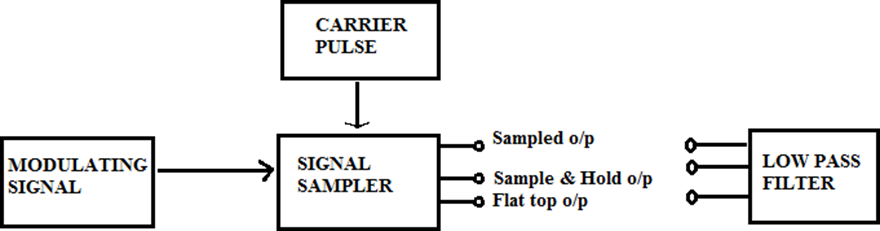 CARRIER
PULSE
MODULATING
SIGNAL
SIGNAL
SAMPLER
Sampled o/p
Sample & Hold o/p
Flat top o/p
LOW PASS
FILTER